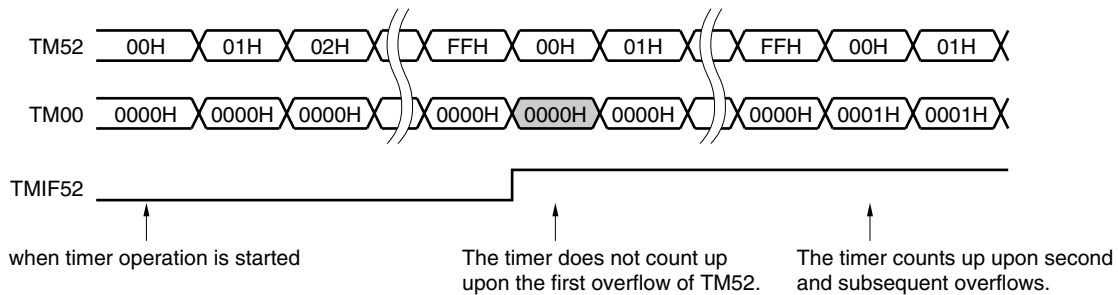 TM52 00H 01H 02H FFH 00H 01H FFH 00H 01H
TM00 0000H 0000H 0000H 0000H 0000H 0000H 0000H 0001H 0001H
TMIF52
when timer operation is started
The timer does not count up
upon the first overflow of TM52.
The timer counts up upon second
and subsequent overflows.